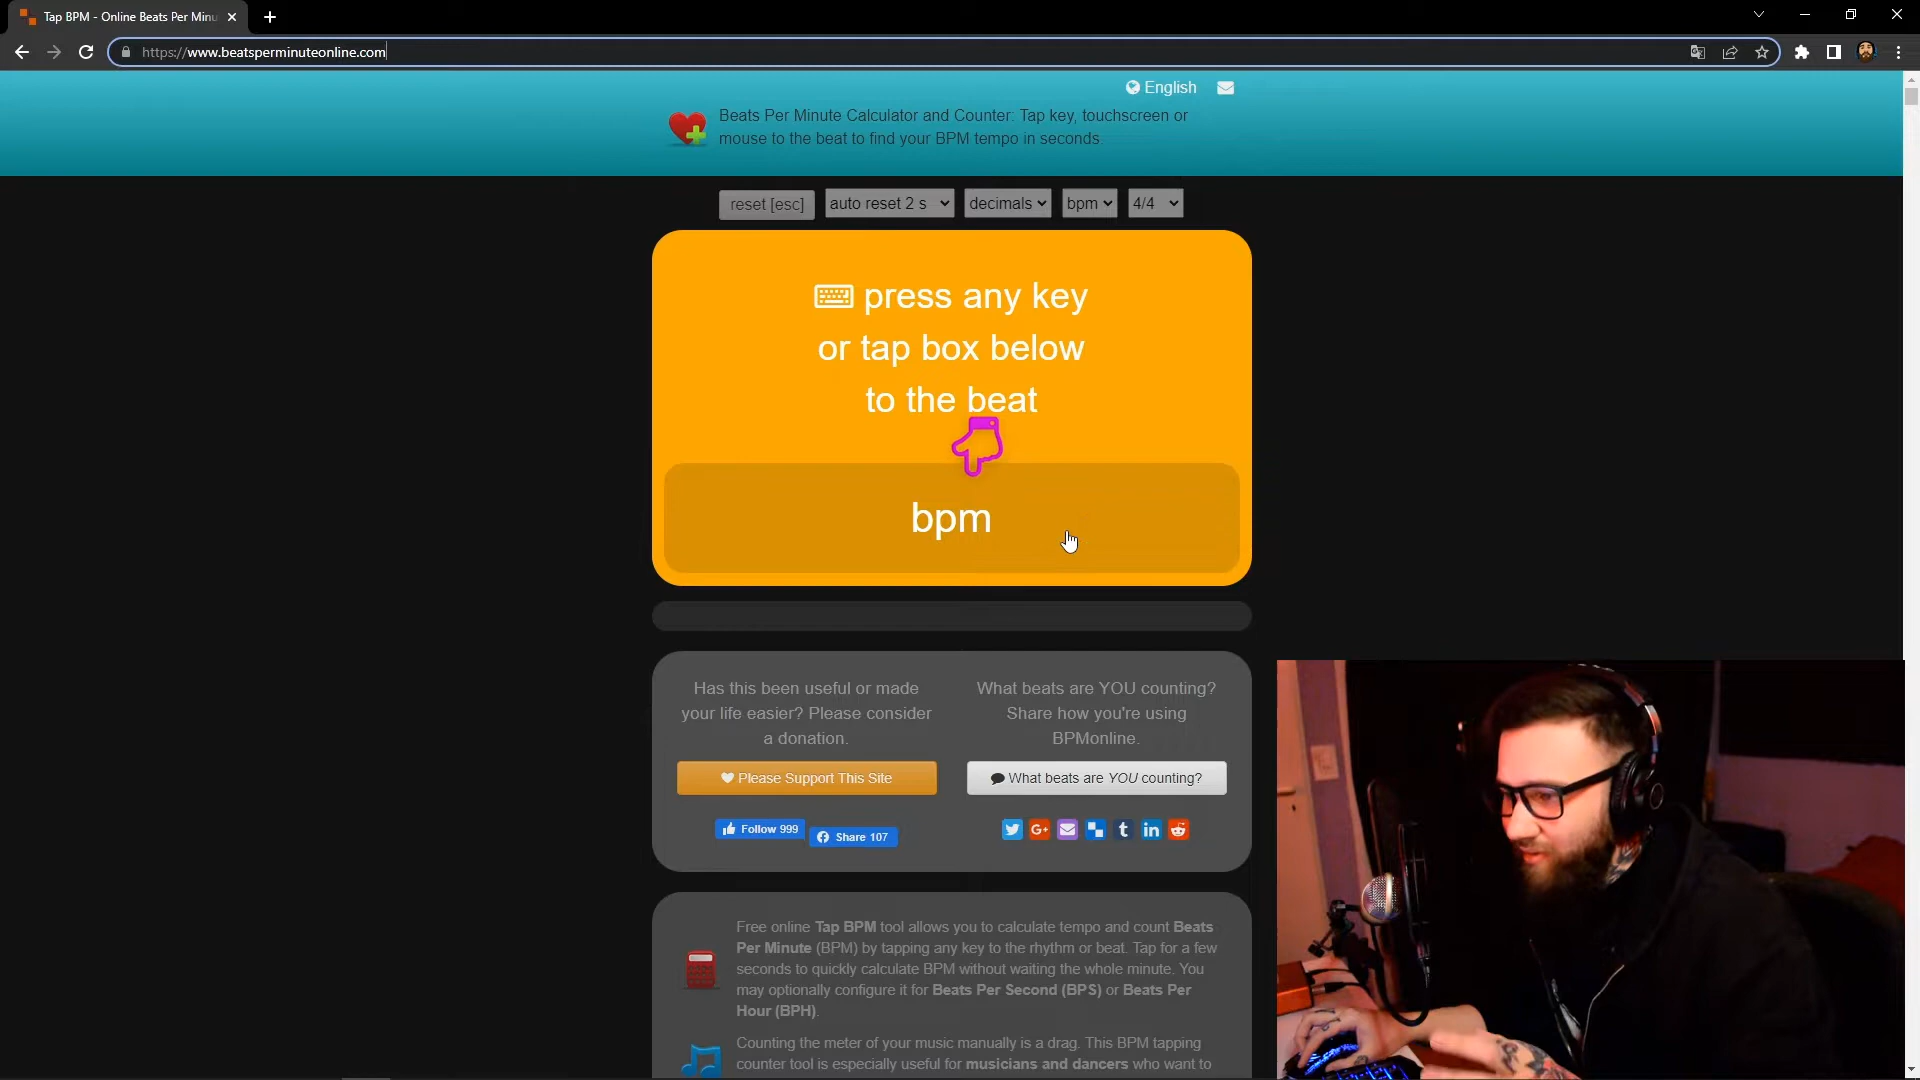 Tap BPM - Online Beats Per Minu
https://www.beatsperminuteonline.com
English
Beats Per Minute Calculator and Counter: Tap key, touchscreen or
mouse to the beat to find your BPM tempo in seconds.
reset [esc]
auto reset 2 s
decimals
bpm
4/4
press any key
or tap box below
to the beat
bpm
Has this been useful or made
your life easier? Please consider
a donation.
Please Support This Site
Follow 999
Share 107
What beats are YOU counting?
Share how you're using
BPMonline.
What beats are YOU counting?
Free online Tap BPM tool allows you to calculate tempo and count Beats
Per Minute (BPM) by tapping any key to the rhythm or beat. Tap for a few
seconds to quickly calculate BPM without waiting the whole minute. You
may optionally configure it for Beats Per Second (BPS) or Beats Per
Hour (BPH).
Counting the meter of your music manually is a drag. This BPM tapping
counter tool is especially useful for musicians and dancers who want to